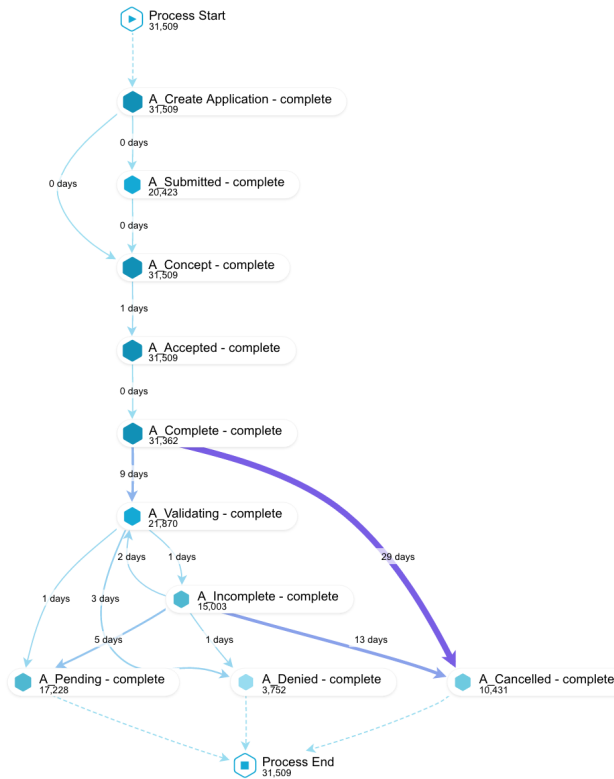 Process Start
31,509
A_Create Application - complete
31,509
0 days
A_Submitted - complete
20,423
0 days
0 days
A_Concept - complete
31,509
1 days
A_Accepted - complete
31,509
0 days
A_Complete - complete
31,362
9 days
A_Validating - complete
21,870
2 days
1 days
29 days
A_Incomplete - complete
15,003
1 days
3 days
5 days
1 days
13 days
A_Pending - complete
17,228
A_Denied - complete
3,752
A_Cancelled - complete
10,431
Process End
31,509